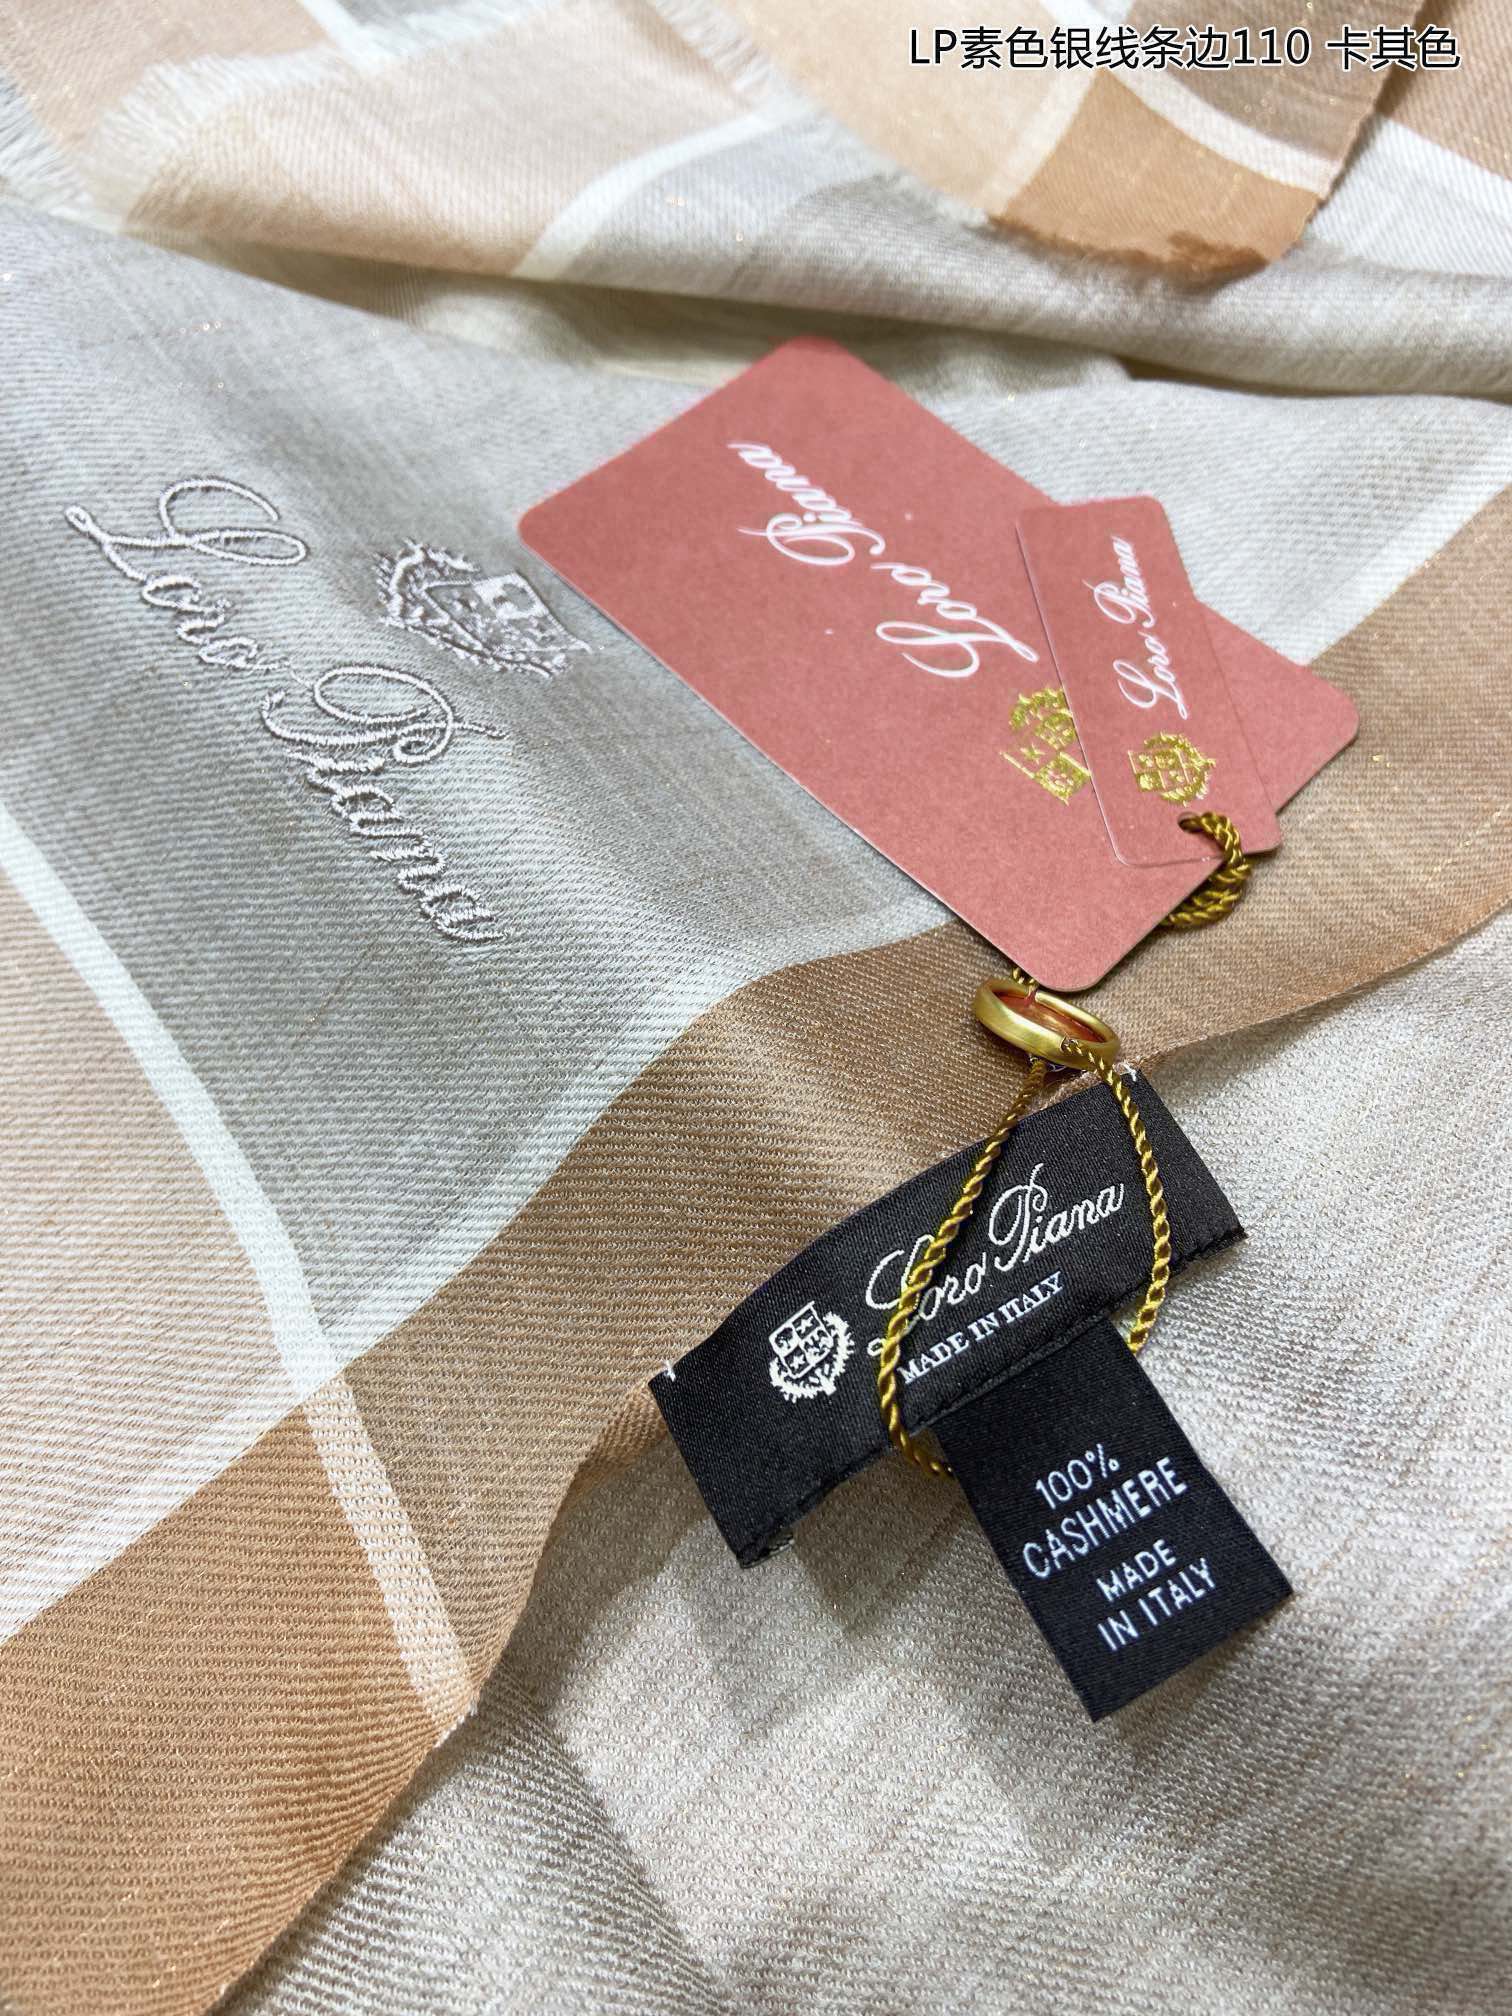 LP素色银线条边110 卡其色
Loro Piana
Loro Piana
Loro Piana
Loro Piana
MADE IN ITALY
100%
CASHMERE
MADE
IN ITALY